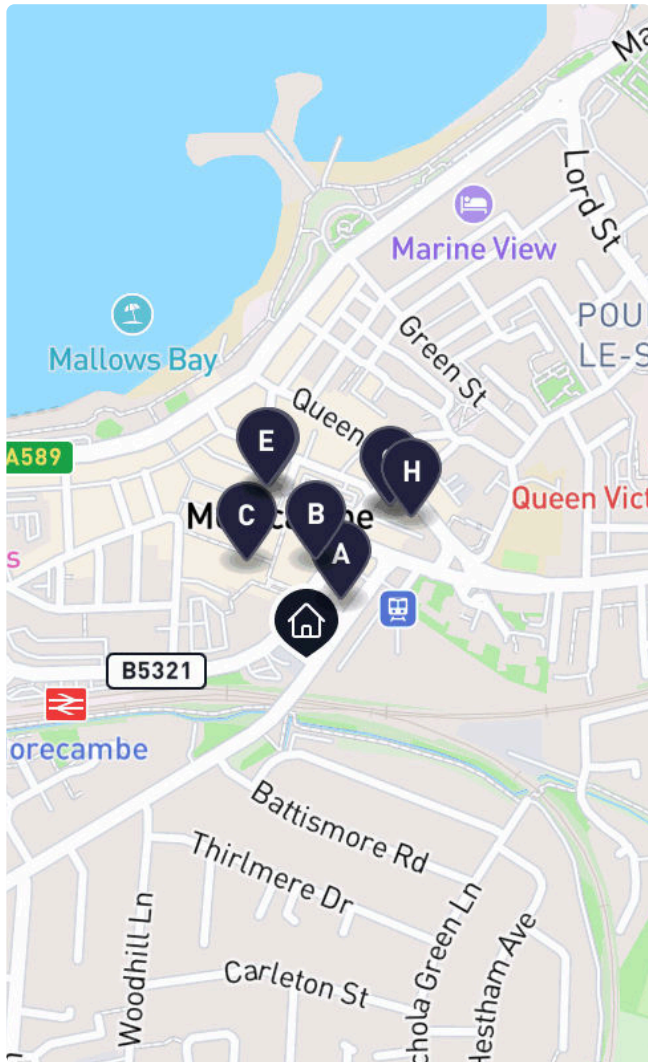 Ma
Lord St
Marine View
POU
LE-S
Mallows Bay
Green St
Queen
A589
E
H
Queen Vict
C
B
A
s
B5321
orecambe
Battismore Rd
Thirlmere Dr
Woodhill Ln
chola Green Ln
Hestham Ave
Carleton St
n